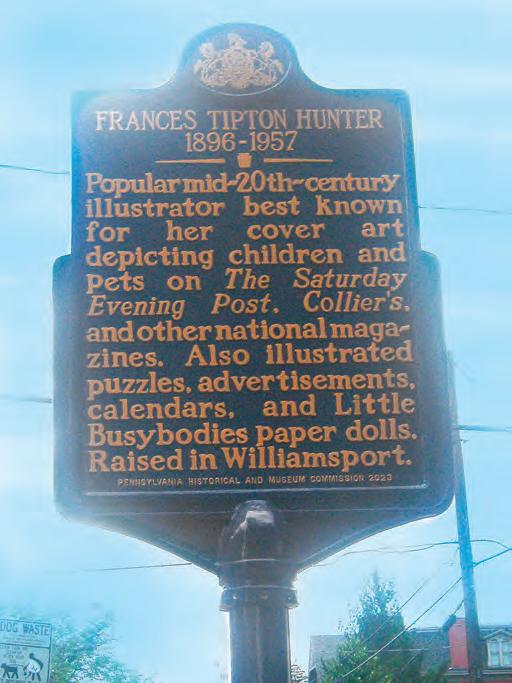 FRANCES TIPTON HUNTER
1896-1957
Popular mid-20th-century
illustrator best known
for her cover art
depicting children and
pets on The Saturday
Evening Post, Collier's,
and other national maga-
zines. Also illustrated
puzzles, advertisements,
calendars, and Little
Busybodies paper dolls.
Raised in Williamsport.
PENNSYLVANIA HISTORICAL AND MUSEUM COMMISSION 2023
DOG WASTE